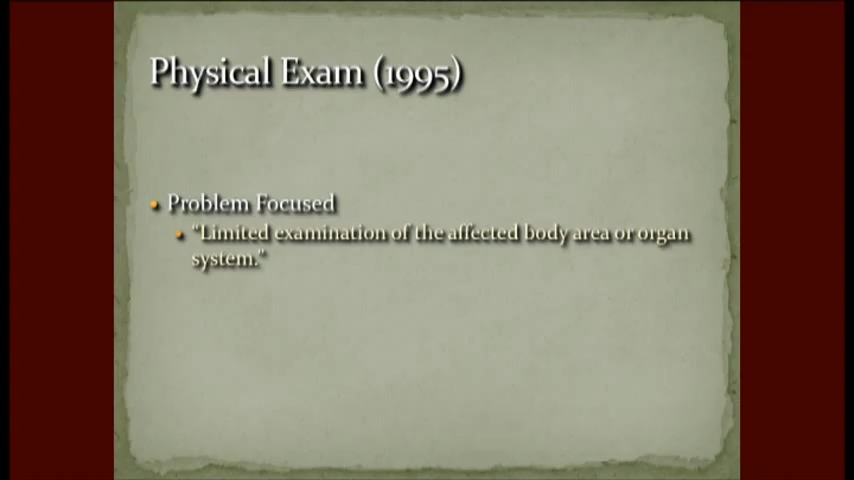 Physical Exam (1995)
Problem Focused
"Limited examination of the affected body area or organ
system."